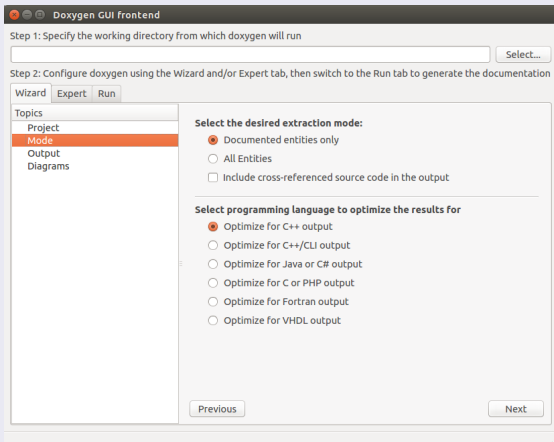 Doxygen GUI frontend
Step 1: Specify the working directory from which doxygen will run
Select...
Step 2: Configure doxygen using the Wizard and/or Expert tab, then switch to the Run tab to generate the documentation
Wizard Expert Run
Topics
Project
Mode
Output
Diagrams
Select the desired extraction mode:
Documented entities only
All Entities
Include cross-referenced source code in the output
Select programming language to optimize the results for
Optimize for C++ output
Optimize for C++/CLI output
Optimize for Java or C# output
Optimize for C or PHP output
Optimize for Fortran output
Optimize for VHDL output
Previous Next